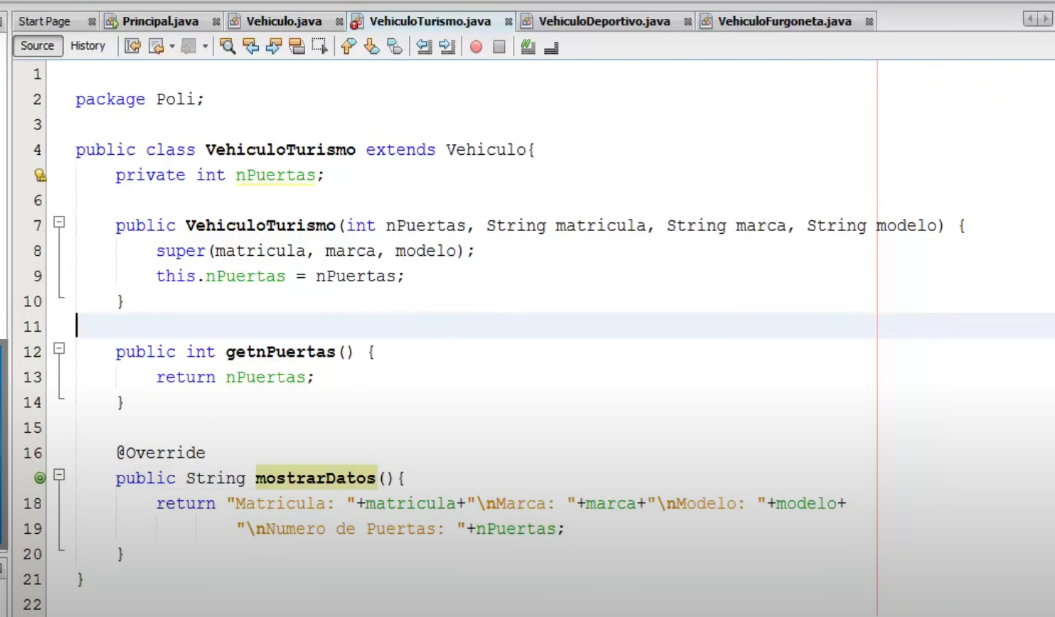 Start Page Principal.java Vehiculo.java VehiculoTurismo.java VehiculoDeportivo.java VehiculoFurgoneta.java
Source History
1
2 package Poli;
3
4 public class VehiculoTurismo extends Vehiculo{
private int nPuertas;
6
7 public VehiculoTurismo(int nPuertas, String matricula, String marca, String modelo) {
8 super(matricula, marca, modelo);
9 this.nPuertas = nPuertas;
10 }
11
12 public int getnPuertas() {
13 return nPuertas;
14 }
15
16 @Override
public String mostrarDatos(){
18 return "Matricula: "+matricula+"\nMarca: "+marca+"\nModelo: "+modelo+
19 "\nNumero de Puertas: "+nPuertas;
20 }
21 }
22